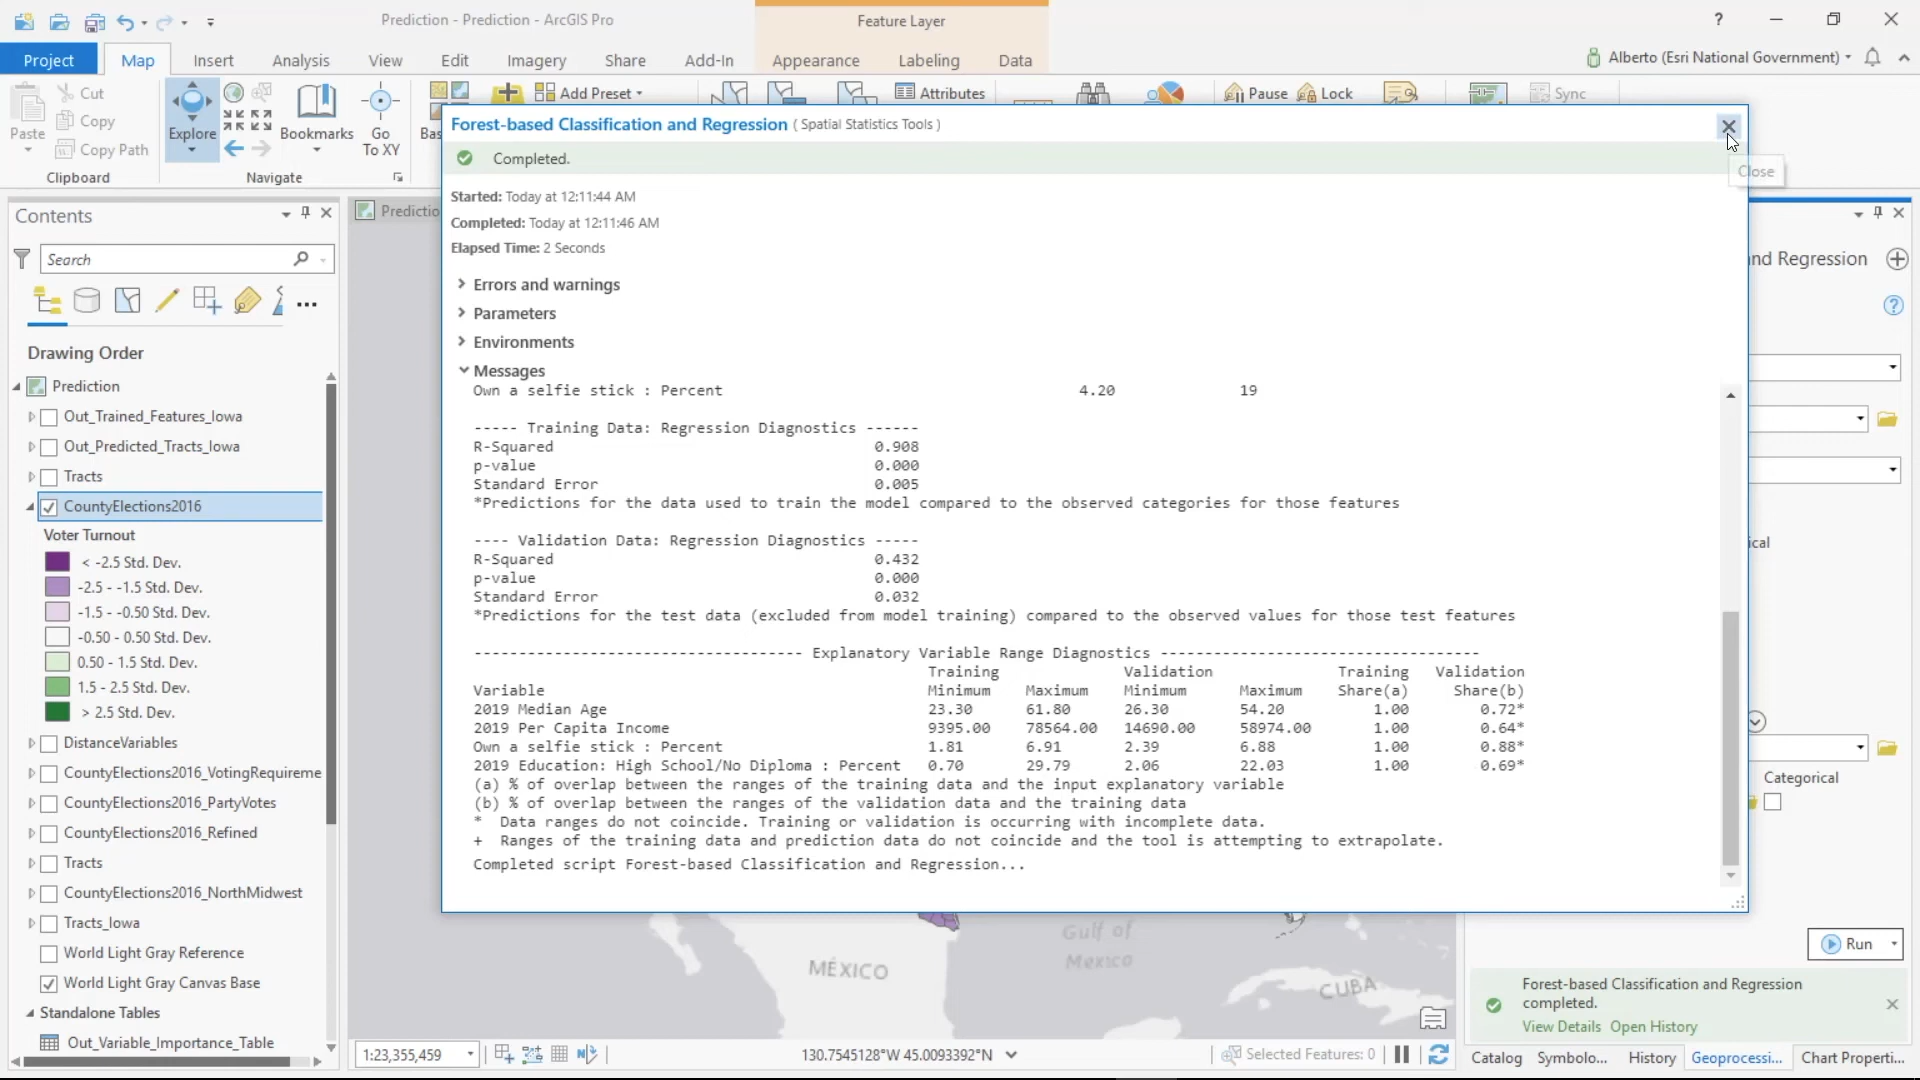 Prediction - Prediction - ArcGIS Pro
Feature Layer
?
Project
Map
Insert
Analysis
View
Edit
Imagery
Share
Add-In
Appearance
Labeling
Data
Alberto (Esri National Government)
Paste
Cut
Copy
Copy Path
Clipboard
Explore
Bookmarks
Go
To XY
Navigate
Add Preset
Attributes
Pause
Lock
Sync
Contents
Search
Drawing Order
Prediction
Out_Trained_Features_Iowa
Out_Predicted_Tracts_Iowa
Tracts
CountyElections2016
Voter Turnout
< -2.5 Std. Dev.
-2.5 - -1.5 Std. Dev.
-1.5 - -0.50 Std. Dev.
-0.50 - 0.50 Std. Dev.
0.50 - 1.5 Std. Dev.
1.5 - 2.5 Std. Dev.
> 2.5 Std. Dev.
DistanceVariables
CountyElections2016_VotingRequireme
CountyElections2016_PartyVotes
CountyElections2016_Refined
Tracts
CountyElections2016_NorthMidwest
Tracts_Iowa
World Light Gray Reference
World Light Gray Canvas Base
Standalone Tables
Out_Variable_Importance_Table
Forest-based Classification and Regression ( Spatial Statistics Tools )
Close
Completed.
Started: Today at 12:11:44 AM
Completed: Today at 12:11:46 AM
Elapsed Time: 2 Seconds
Errors and warnings
Parameters
Environments
Messages
Own a selfie stick : Percent 4.20 19
----- Training Data: Regression Diagnostics ------
R-Squared 0.908
p-value 0.000
Standard Error 0.005
*Predictions for the data used to train the model compared to the observed categories for those features
---- Validation Data: Regression Diagnostics -----
R-Squared 0.432
p-value 0.000
Standard Error 0.032
*Predictions for the test data (excluded from model training) compared to the observed values for those test features
----------------------------------- Explanatory Variable Range Diagnostics ----------------------------------
Training Validation Training Validation
Variable Minimum Maximum Minimum Maximum Share(a) Share(b)
2019 Median Age 23.30 61.80 26.30 54.20 1.00 0.72*
2019 Per Capita Income 9395.00 78564.00 14690.00 58974.00 1.00 0.64*
Own a selfie stick : Percent 1.81 6.91 2.39 6.88 1.00 0.88*
2019 Education: High School/No Diploma : Percent 0.70 29.79 2.06 22.03 1.00 0.69*
(a) % of overlap between the ranges of the training data and the input explanatory variable
(b) % of overlap between the ranges of the validation data and the training data
* Data ranges do not coincide. Training or validation is occurring with incomplete data.
+ Ranges of the training data and prediction data do not coincide and the tool is attempting to extrapolate.
Completed script Forest-based Classification and Regression...
Gulf of
Mexico
MÉXICO
CUBA
1:23,355,459
130.7545128°W 45.0093392°N
Selected Features: 0
and Regression
Categorical
Run
Forest-based Classification and Regression
completed.
View Details Open History
Catalog
Symbolo...
History
Geoprocessi...
Chart Properti...